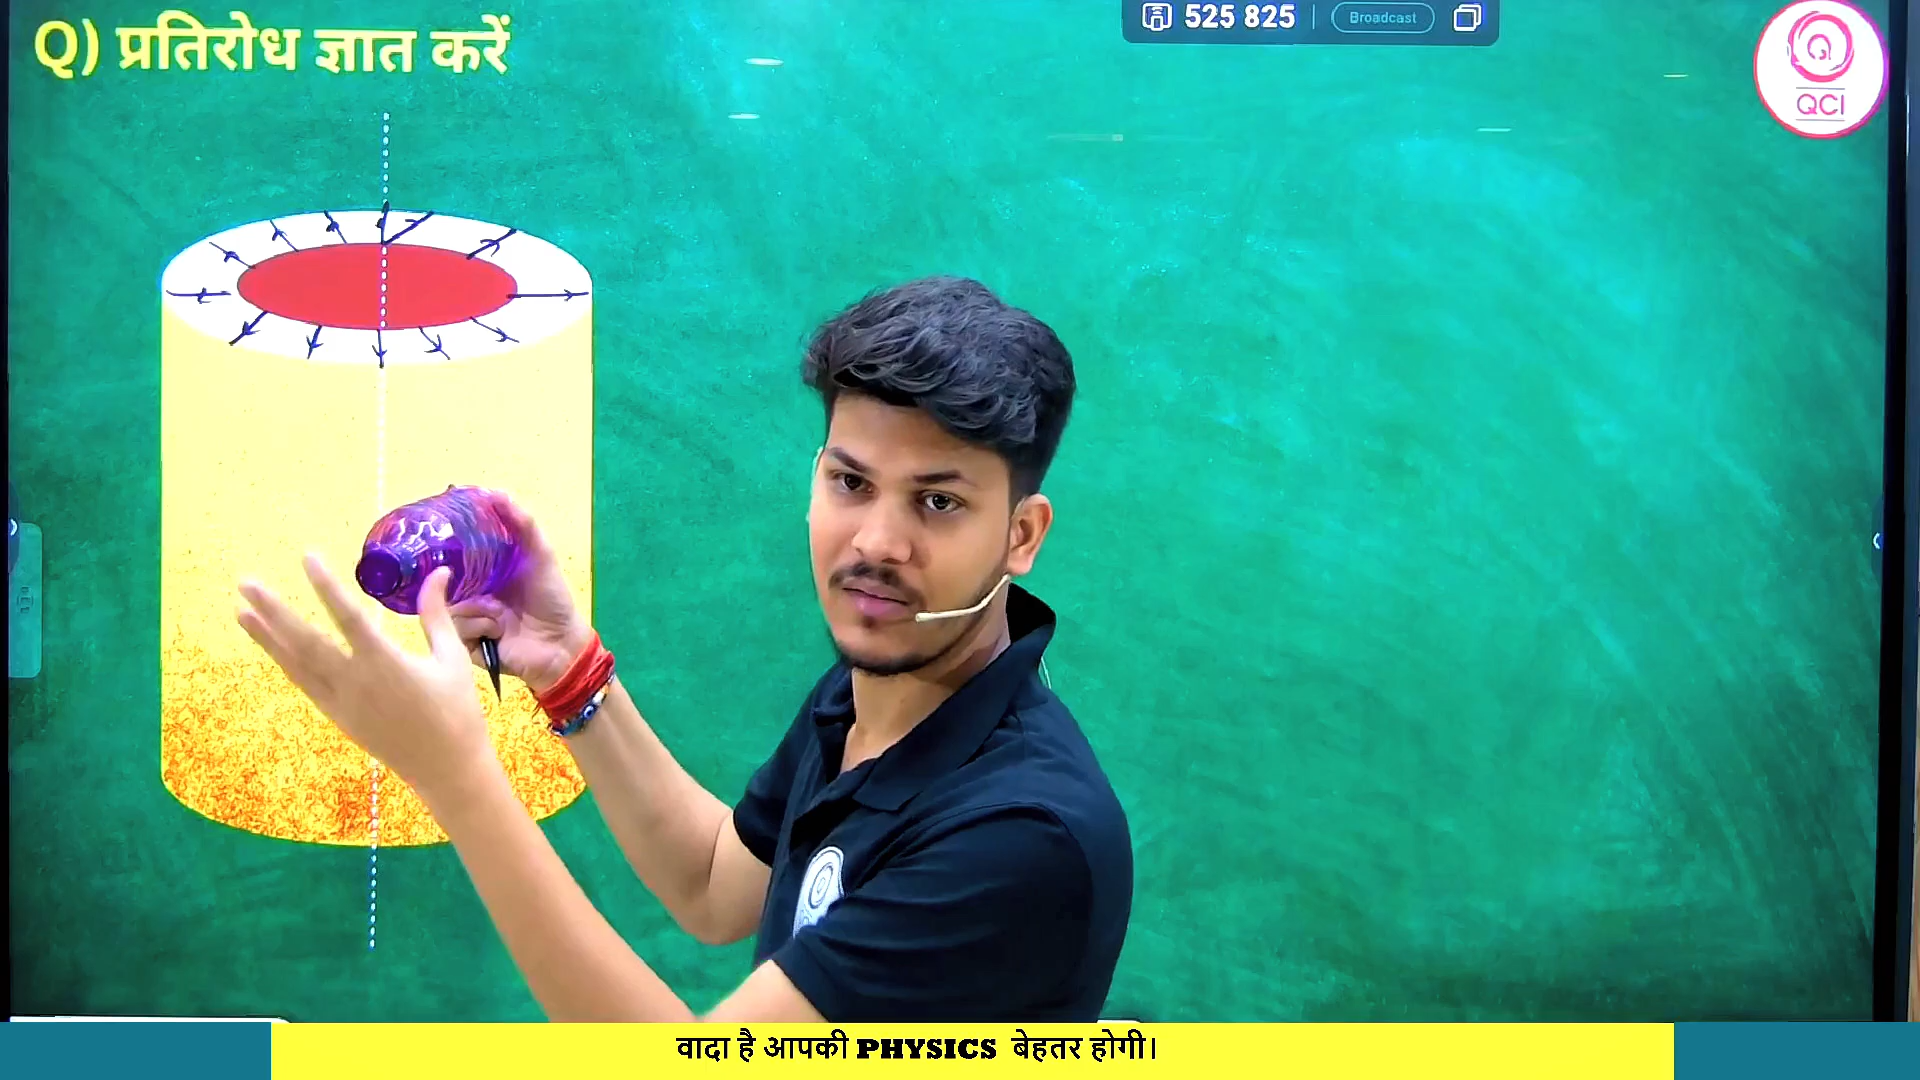 Q) प्रतिरोध ज्ञात करें
525 825 Broadcast
QCI
वादा है आपकी PHYSICS बेहतर होगी।